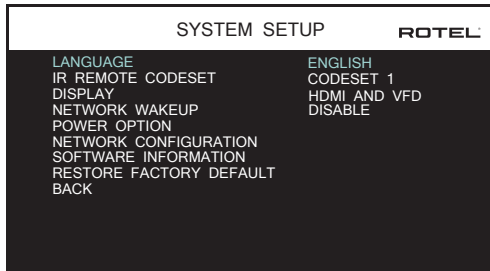 SYSTEM SETUP
ROTEL
LANGUAGE ENGLISH
IR REMOTE CODESET CODESET 1
DISPLAY HDMI AND VFD
NETWORK WAKEUP DISABLE
POWER OPTION
NETWORK CONFIGURATION
SOFTWARE INFORMATION
RESTORE FACTORY DEFAULT
BACK